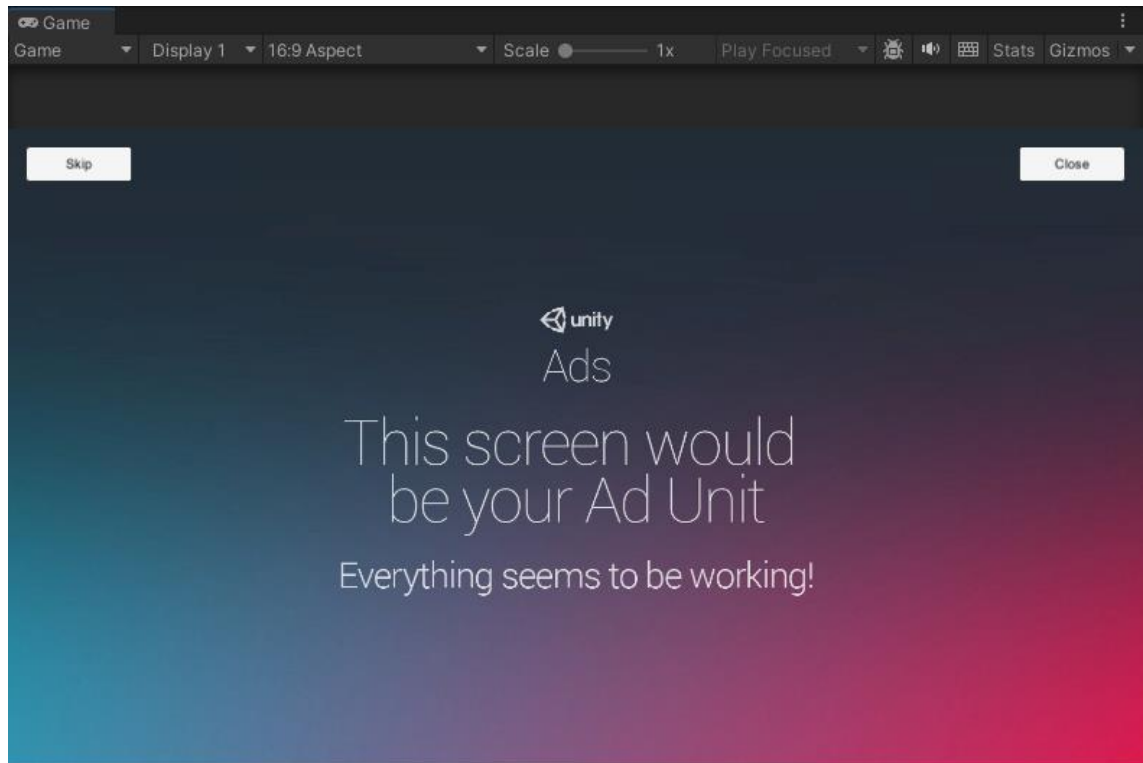 Game
Game Display 1 16:9 Aspect Scale 1x Play Focused Stats Gizmos
Skip Close
unity
Ads
This screen would
be your Ad Unit
Everything seems to be working!